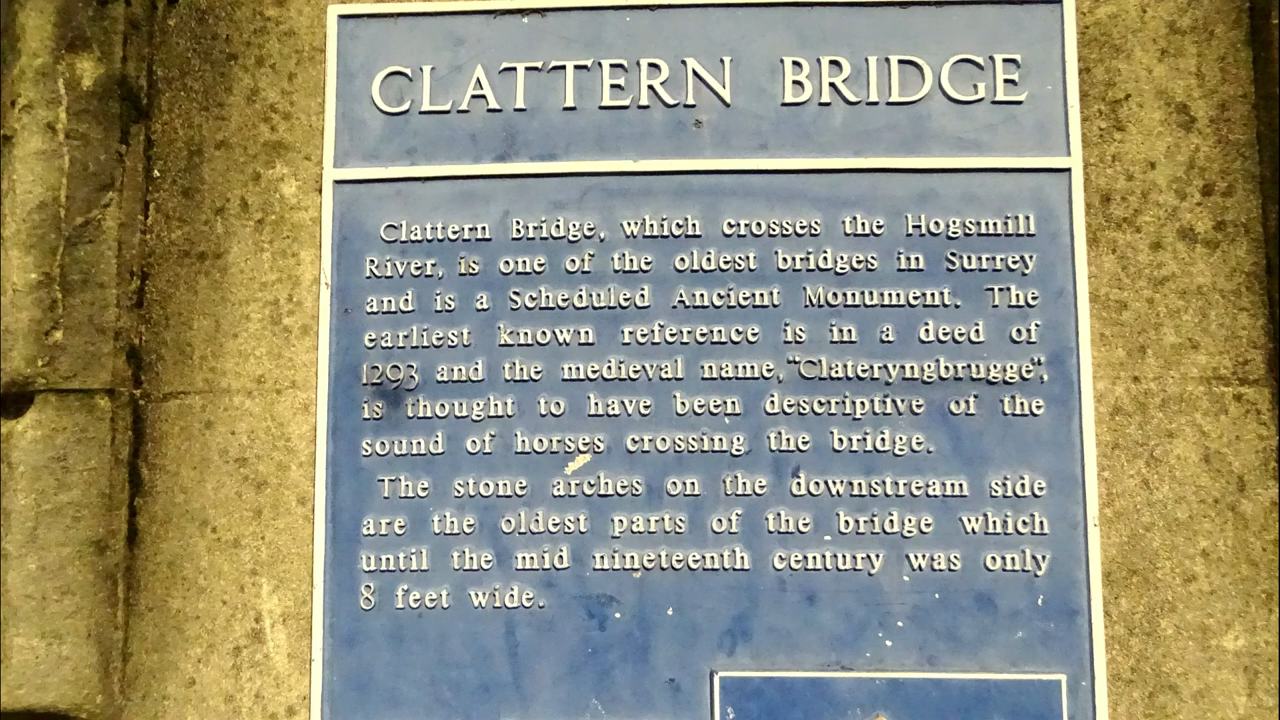 CLATTERN BRIDGE
Clattern Bridge, which crosses the Hogsmill
River, is one of the oldest bridges in Surrey
and is a Scheduled Ancient Monument. The
earliest known reference is in a deed of
1293 and the medieval name, "Clateryngbrugge",
is thought to have been descriptive of the
sound of horses crossing the bridge.
The stone arches on the downstream side
are the oldest parts of the bridge which
until the mid nineteenth century was only
8 feet wide.